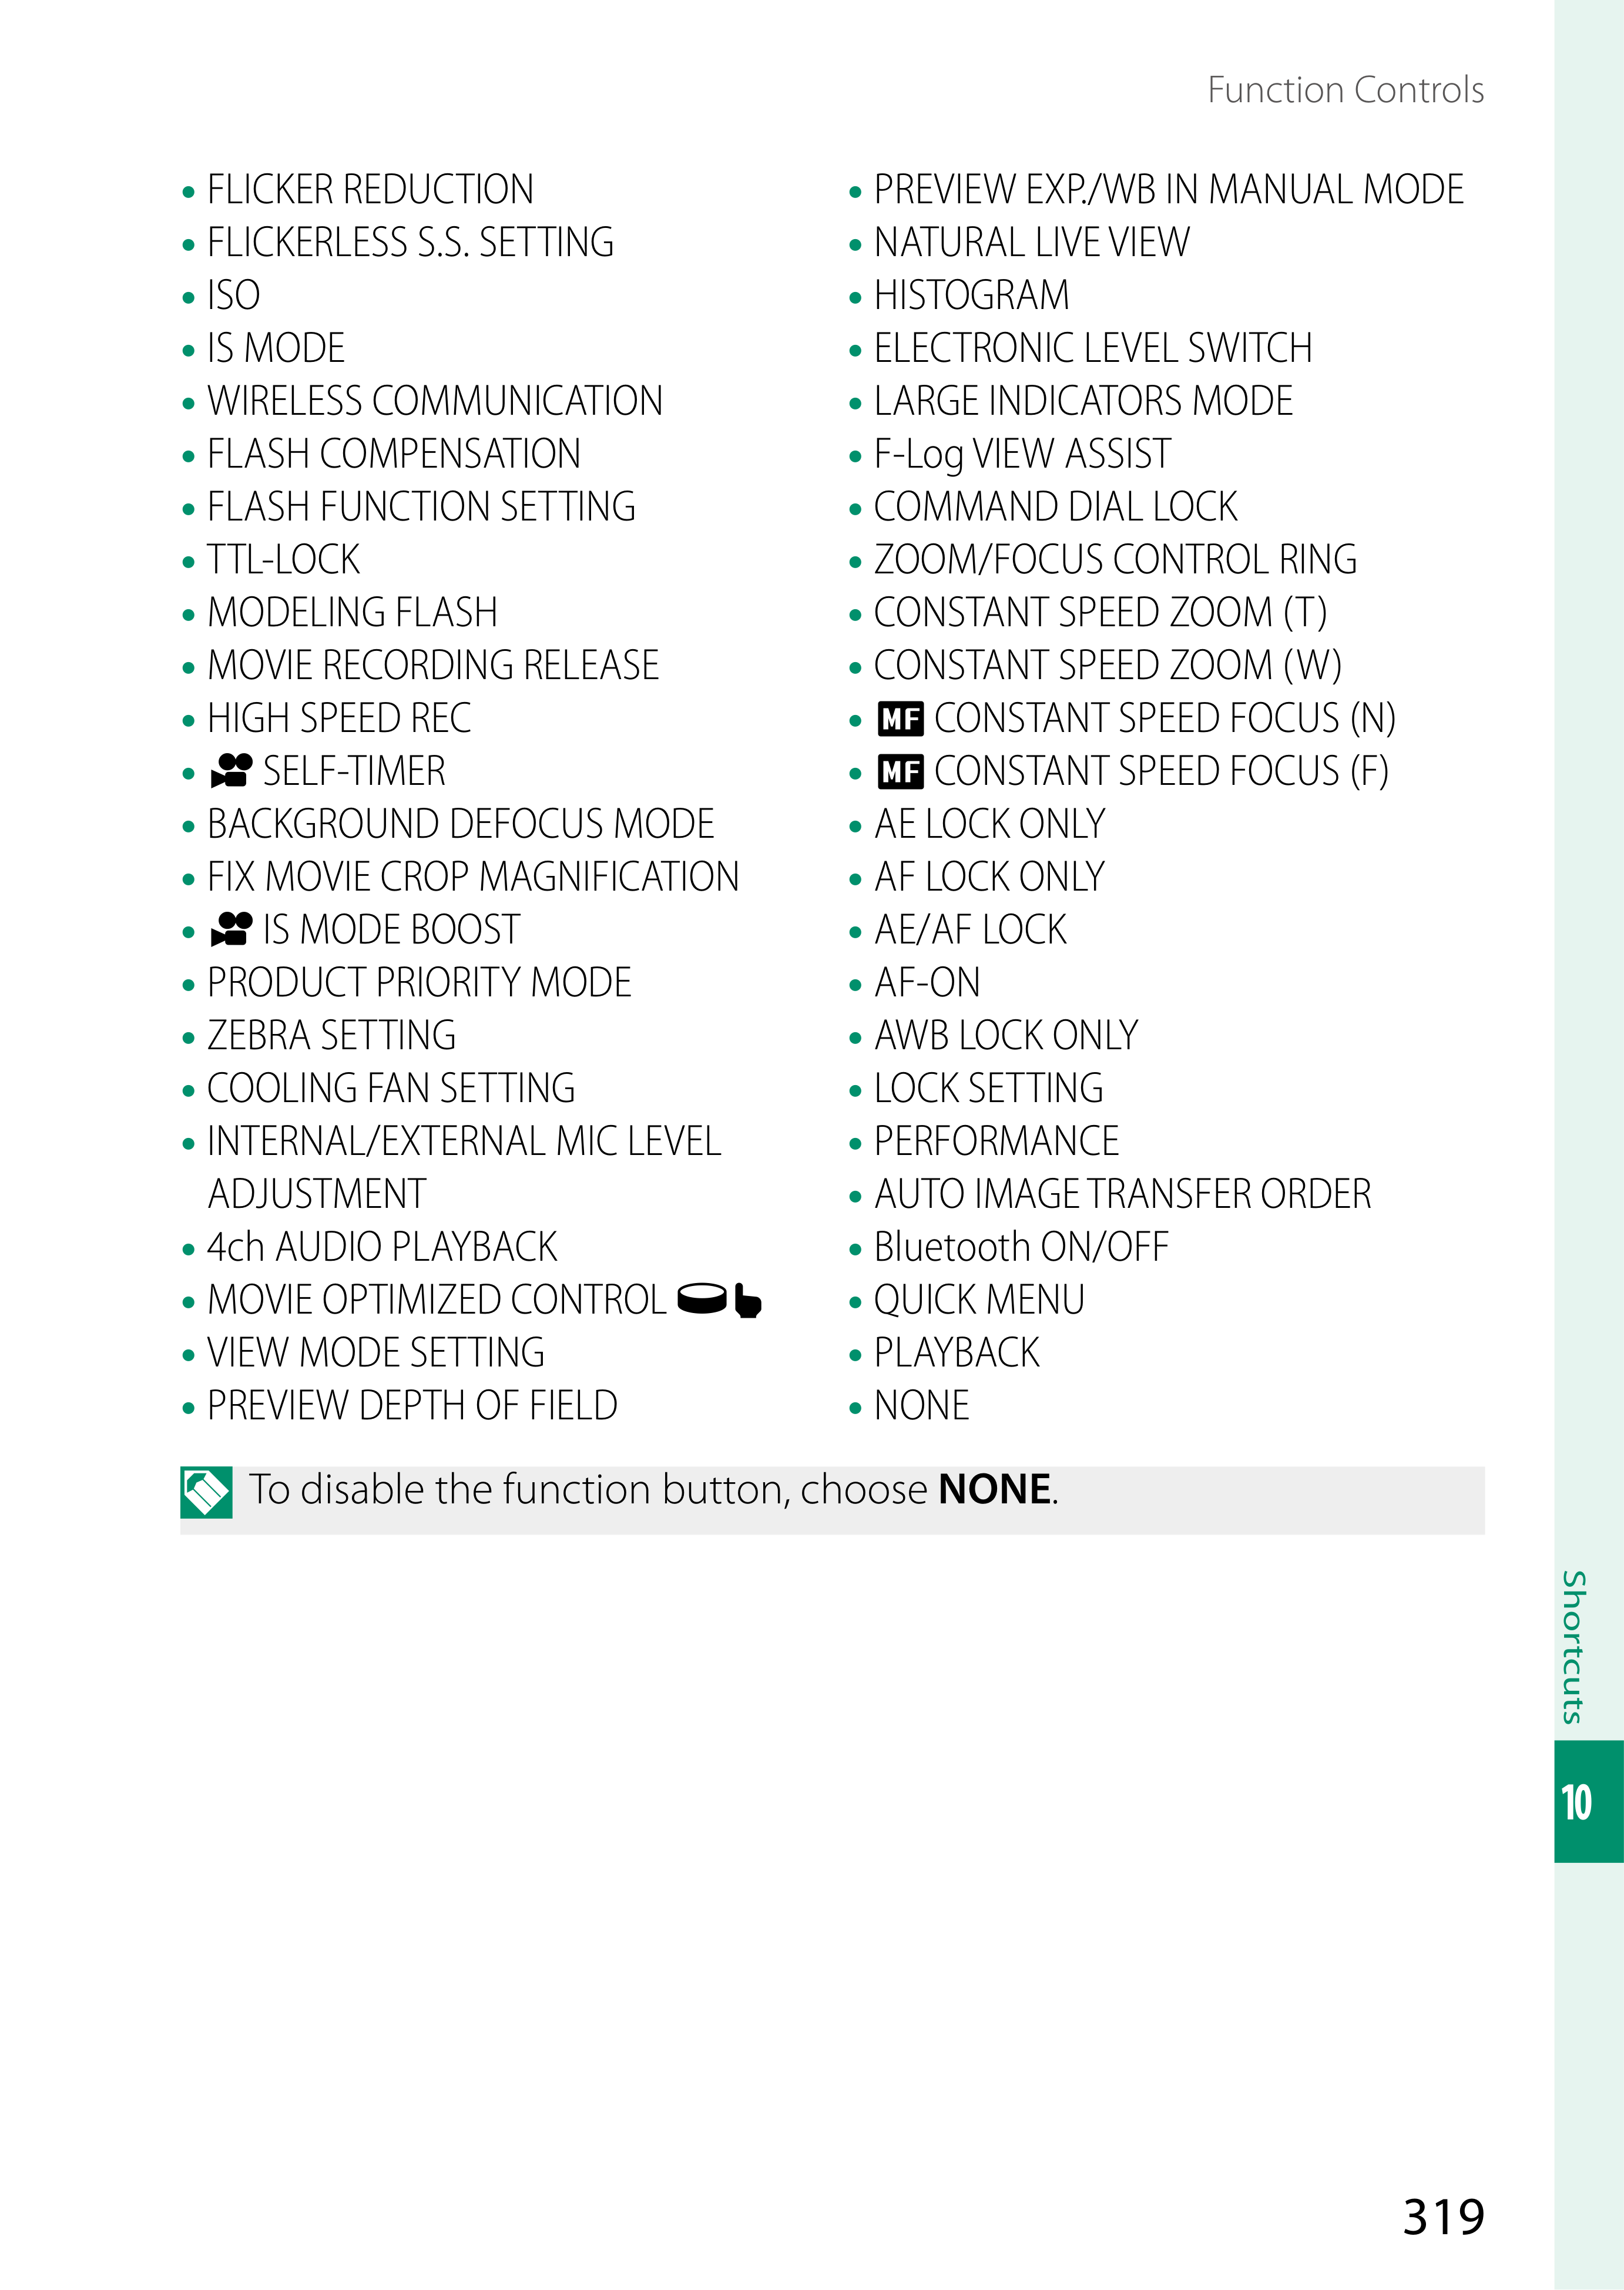 Function Controls
• FLICKER REDUCTION
• FLICKERLESS S.S. SETTING
• ISO
• IS MODE
• WIRELESS COMMUNICATION
• FLASH COMPENSATION
• FLASH FUNCTION SETTING
• TTL-LOCK
• MODELING FLASH
• MOVIE RECORDING RELEASE
• HIGH SPEED REC
• SELF-TIMER
• BACKGROUND DEFOCUS MODE
• FIX MOVIE CROP MAGNIFICATION
• IS MODE BOOST
• PRODUCT PRIORITY MODE
• ZEBRA SETTING
• COOLING FAN SETTING
• INTERNAL/EXTERNAL MIC LEVEL
ADJUSTMENT
• 4ch AUDIO PLAYBACK
• MOVIE OPTIMIZED CONTROL
• VIEW MODE SETTING
• PREVIEW DEPTH OF FIELD
• PREVIEW EXP./WB IN MANUAL MODE
• NATURAL LIVE VIEW
• HISTOGRAM
• ELECTRONIC LEVEL SWITCH
• LARGE INDICATORS MODE
• F-Log VIEW ASSIST
• COMMAND DIAL LOCK
• ZOOM/FOCUS CONTROL RING
• CONSTANT SPEED ZOOM (T)
• CONSTANT SPEED ZOOM (W)
• MF CONSTANT SPEED FOCUS (N)
• MF CONSTANT SPEED FOCUS (F)
• AE LOCK ONLY
• AF LOCK ONLY
• AE/AF LOCK
• AF-ON
• AWB LOCK ONLY
• LOCK SETTING
• PERFORMANCE
• AUTO IMAGE TRANSFER ORDER
• Bluetooth ON/OFF
• QUICK MENU
• PLAYBACK
• NONE
To disable the function button, choose NONE.
Shortcuts
10
319